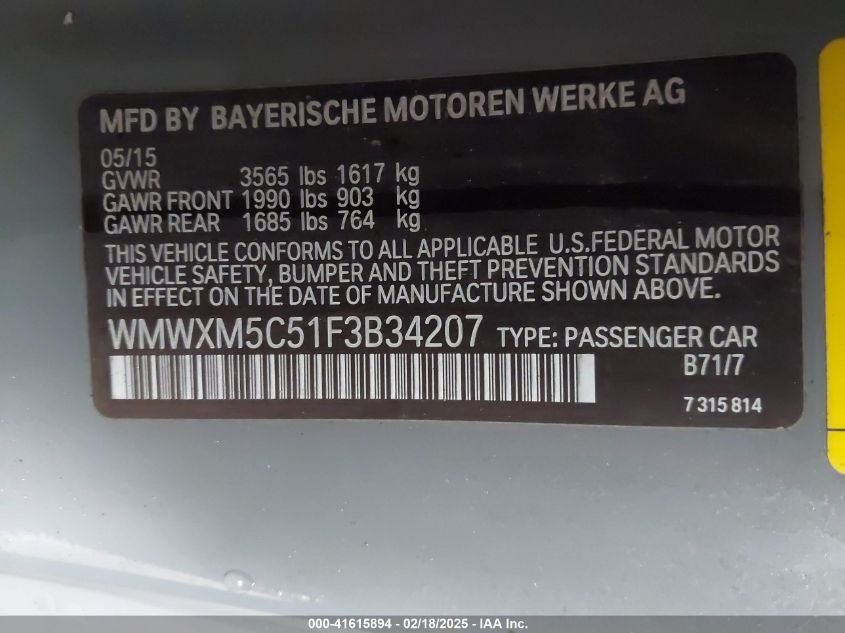 MFD BY BAYERISCHE MOTOREN WERKE AG
05/15
GVWR 3565 lbs 1617 kg
GAWR FRONT 1990 lbs 903 kg
GAWR REAR 1685 lbs 764 kg
THIS VEHICLE CONFORMS TO ALL APPLICABLE U.S.FEDERAL MOTOR
VEHICLE SAFETY, BUMPER AND THEFT PREVENTION STANDARDS
IN EFFECT ON THE DATE OF MANUFACTURE SHOWN ABOVE.
WMWXM5C51F3B34207 TYPE: PASSENGER CAR
B71/7
7 315 814
000-41615894 - 02/18/2025 - IAA Inc.